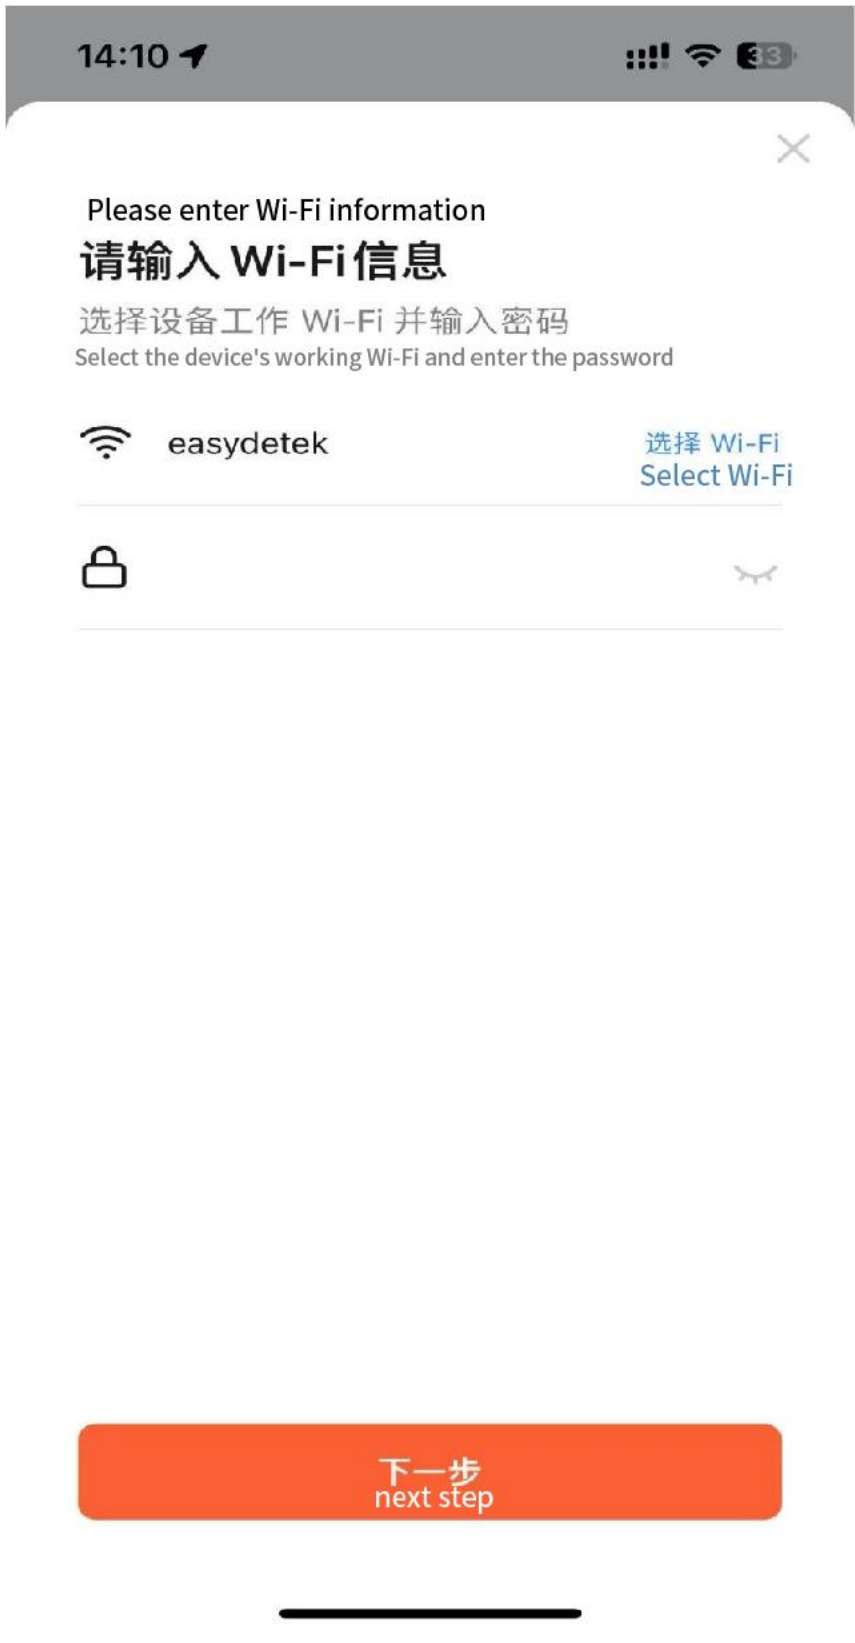 14:10
33
Please enter Wi-Fi information
请输入 Wi-Fi 信息
选择设备工作 Wi-Fi 并输入密码
Select the device's working Wi-Fi and enter the password
easydetek
选择 Wi-Fi
Select Wi-Fi
下一步
next step